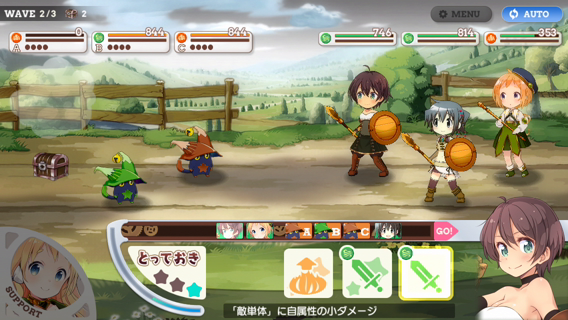 WAVE 2/3 2
MENU
AUTO
A 0
B 844
C 844
746
814
353
A B C GO!
とっておき
SUPPORT
「敵単体」に自属性の小ダメージ